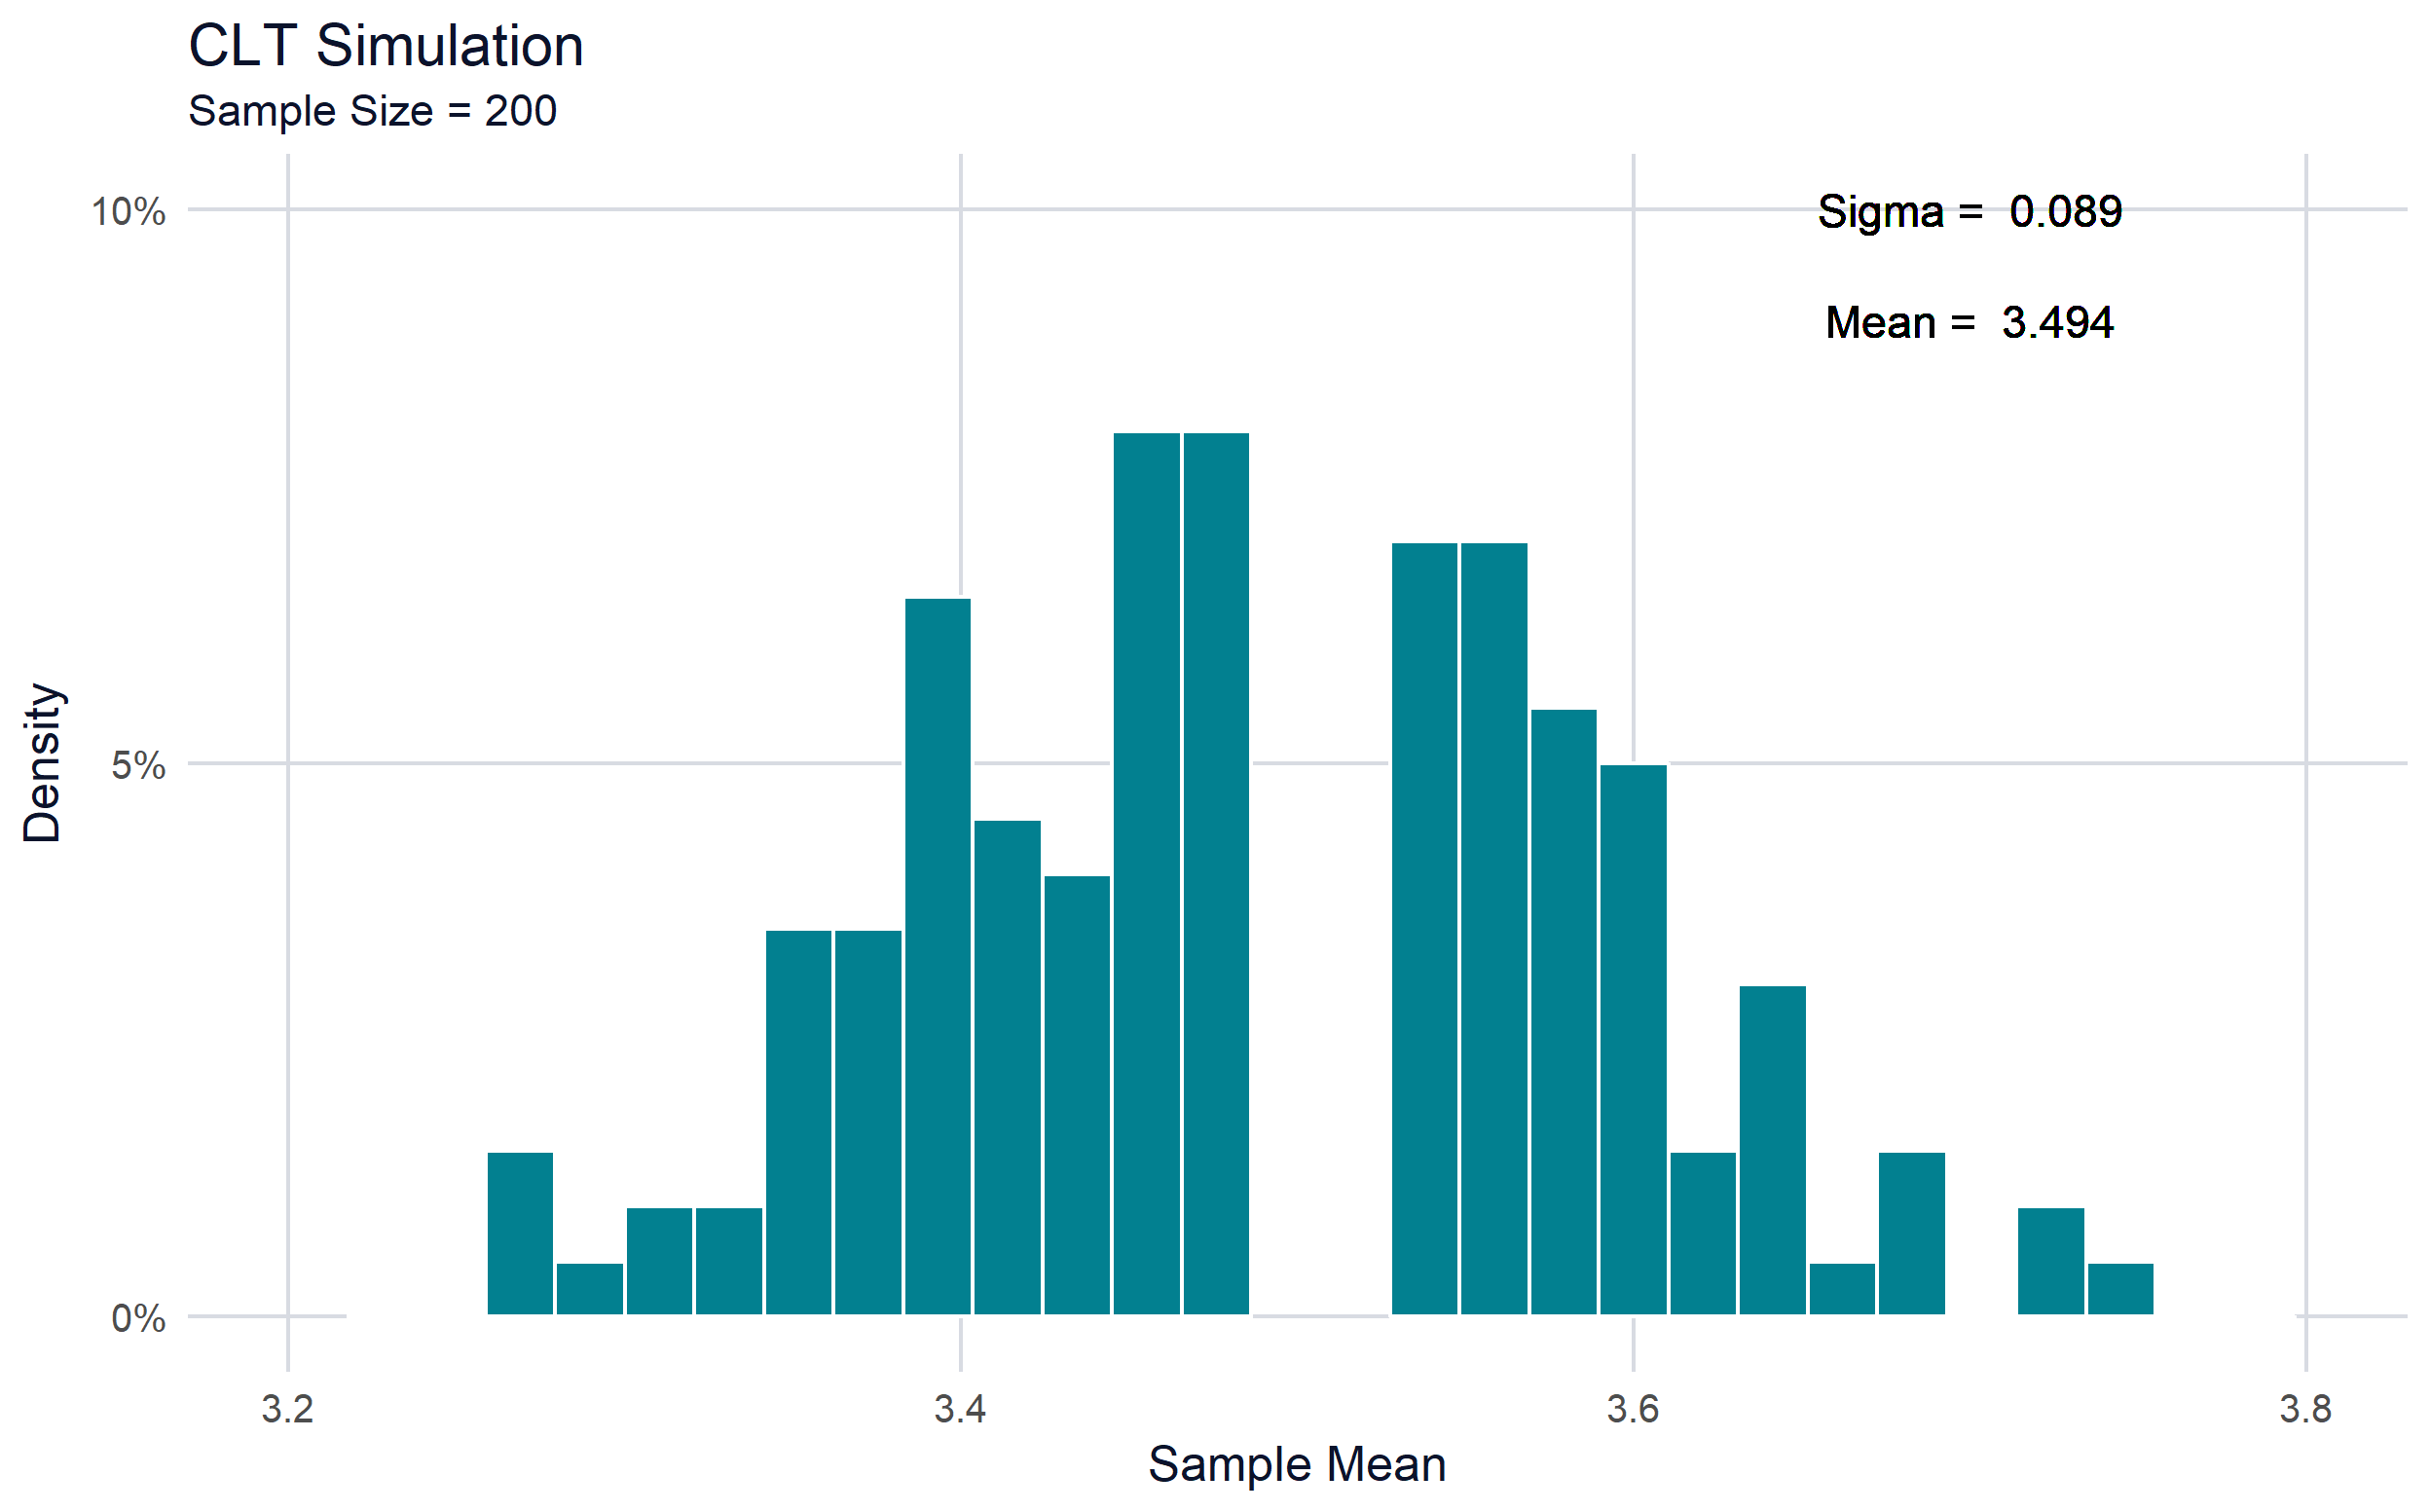 CLT Simulation
Sample Size = 200
10%
Sigma = 0.089
Mean = 3.494
5%
Density
0%
3.2 3.4 3.6 3.8
Sample Mean